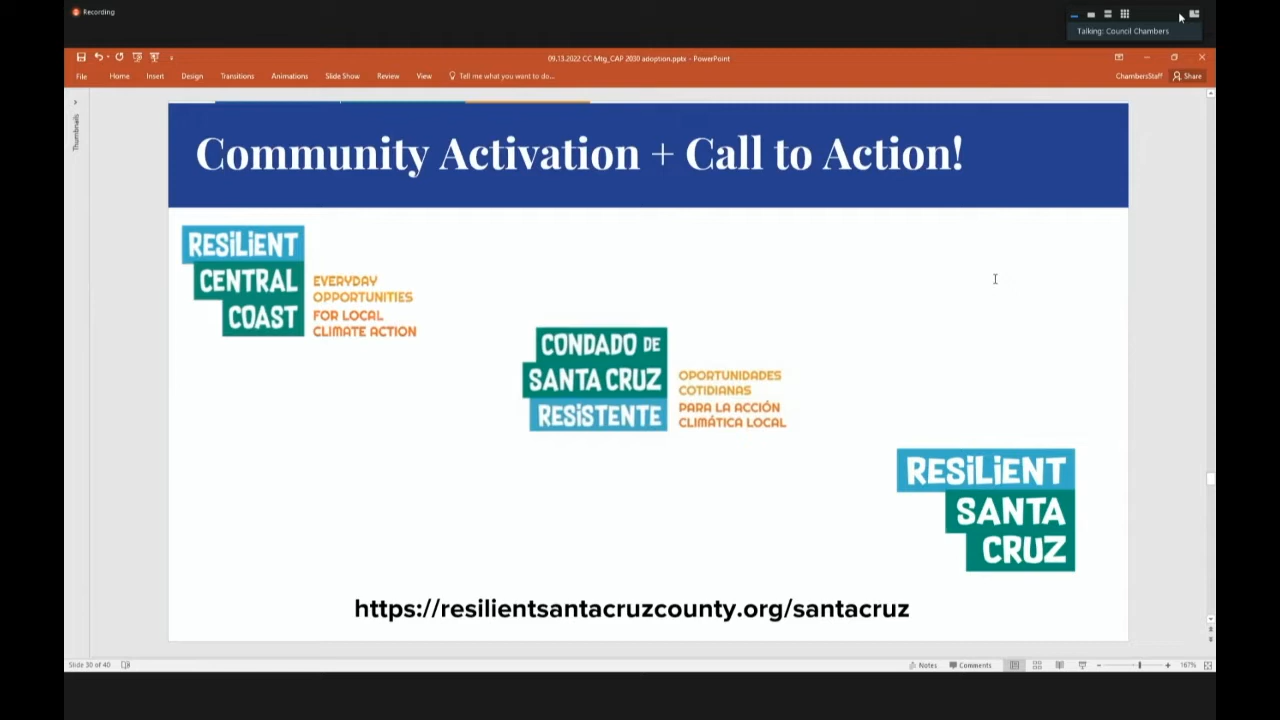 Recording
Talking: Council Chambers
09.13.2022 CC Mtg_CAP 2030 adoption.pptx - PowerPoint
File Home Insert Design Transitions Animations Slide Show Review View Tell me what you want to do... ChambersStaff Share
Thumbnails
Community Activation + Call to Action!
RESiLiENT
CENTRAL
COAST
EVERYDAY
OPPORTUNITIES
FOR LOCAL
CLIMATE ACTION
CONDADO DE
SANTA CRUZ
RESiSTENTE
OPORTUNIDADES
COTIDIANAS
PARA LA ACCIÓN
CLIMÁTICA LOCAL
RESiLiENT
SANTA
CRUZ
https://resilientsantacruzcounty.org/santacruz
Slide 30 of 40 Notes Comments 167%